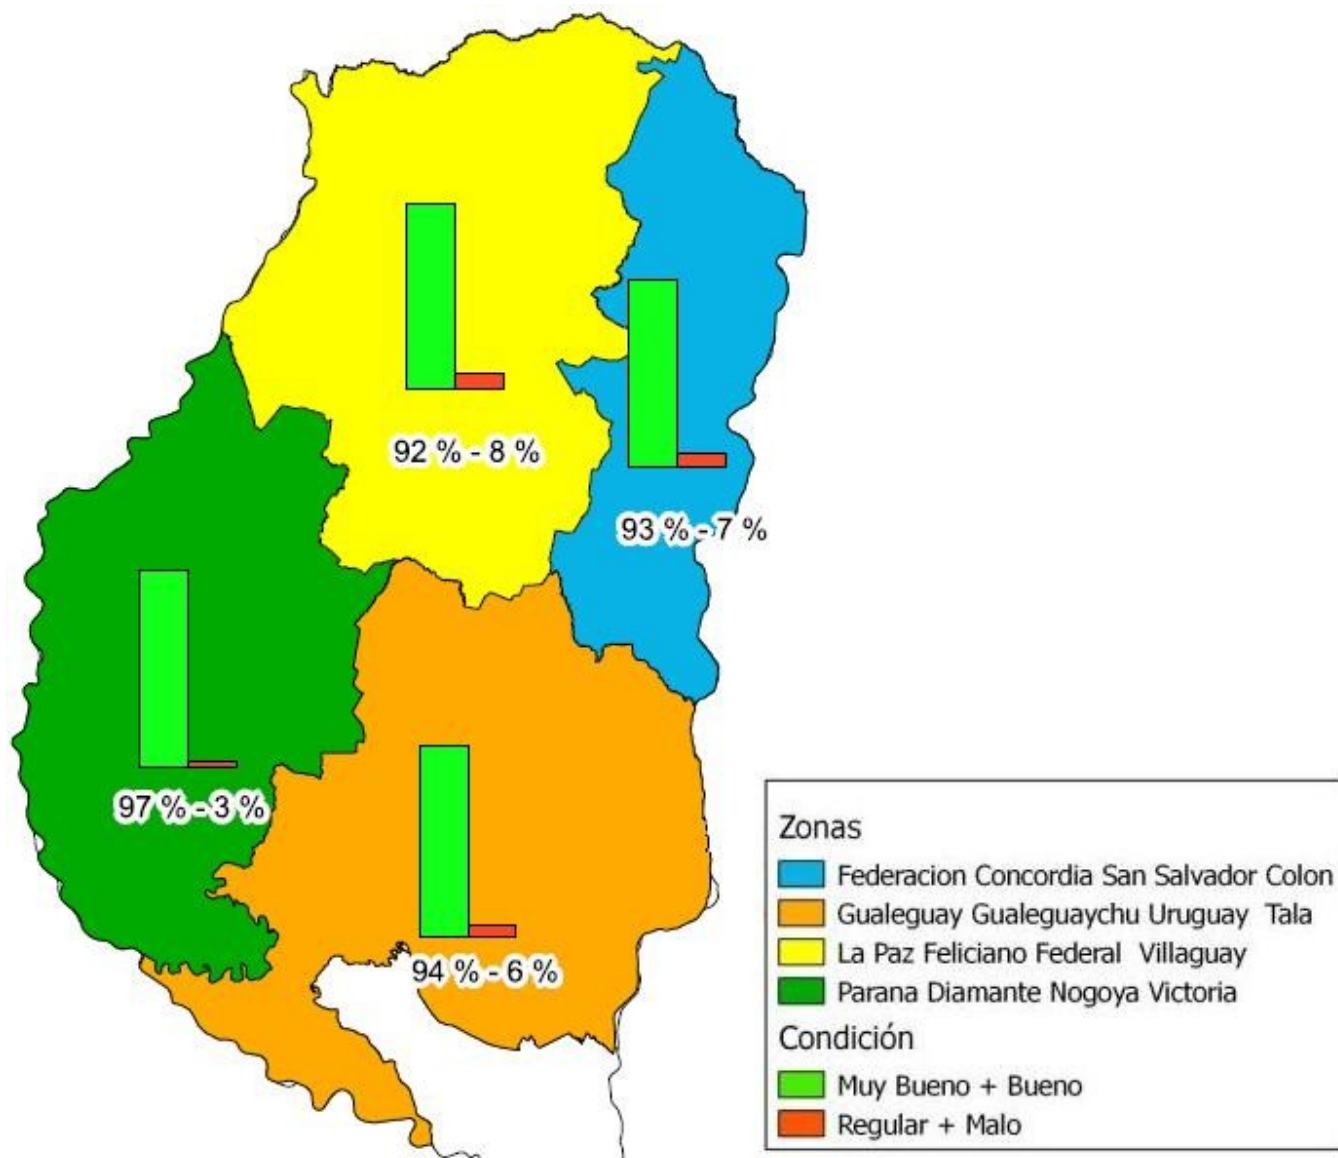 92 % - 8 %
93 % - 7 %
97 % - 3 %
94 % - 6 %
Zonas
Federacion Concordia San Salvador Colon
Gualeguay Gualeguaychu Uruguay Tala
La Paz Feliciano Federal Villaguay
Parana Diamante Nogoya Victoria
Condición
Muy Bueno + Bueno
Regular + Malo